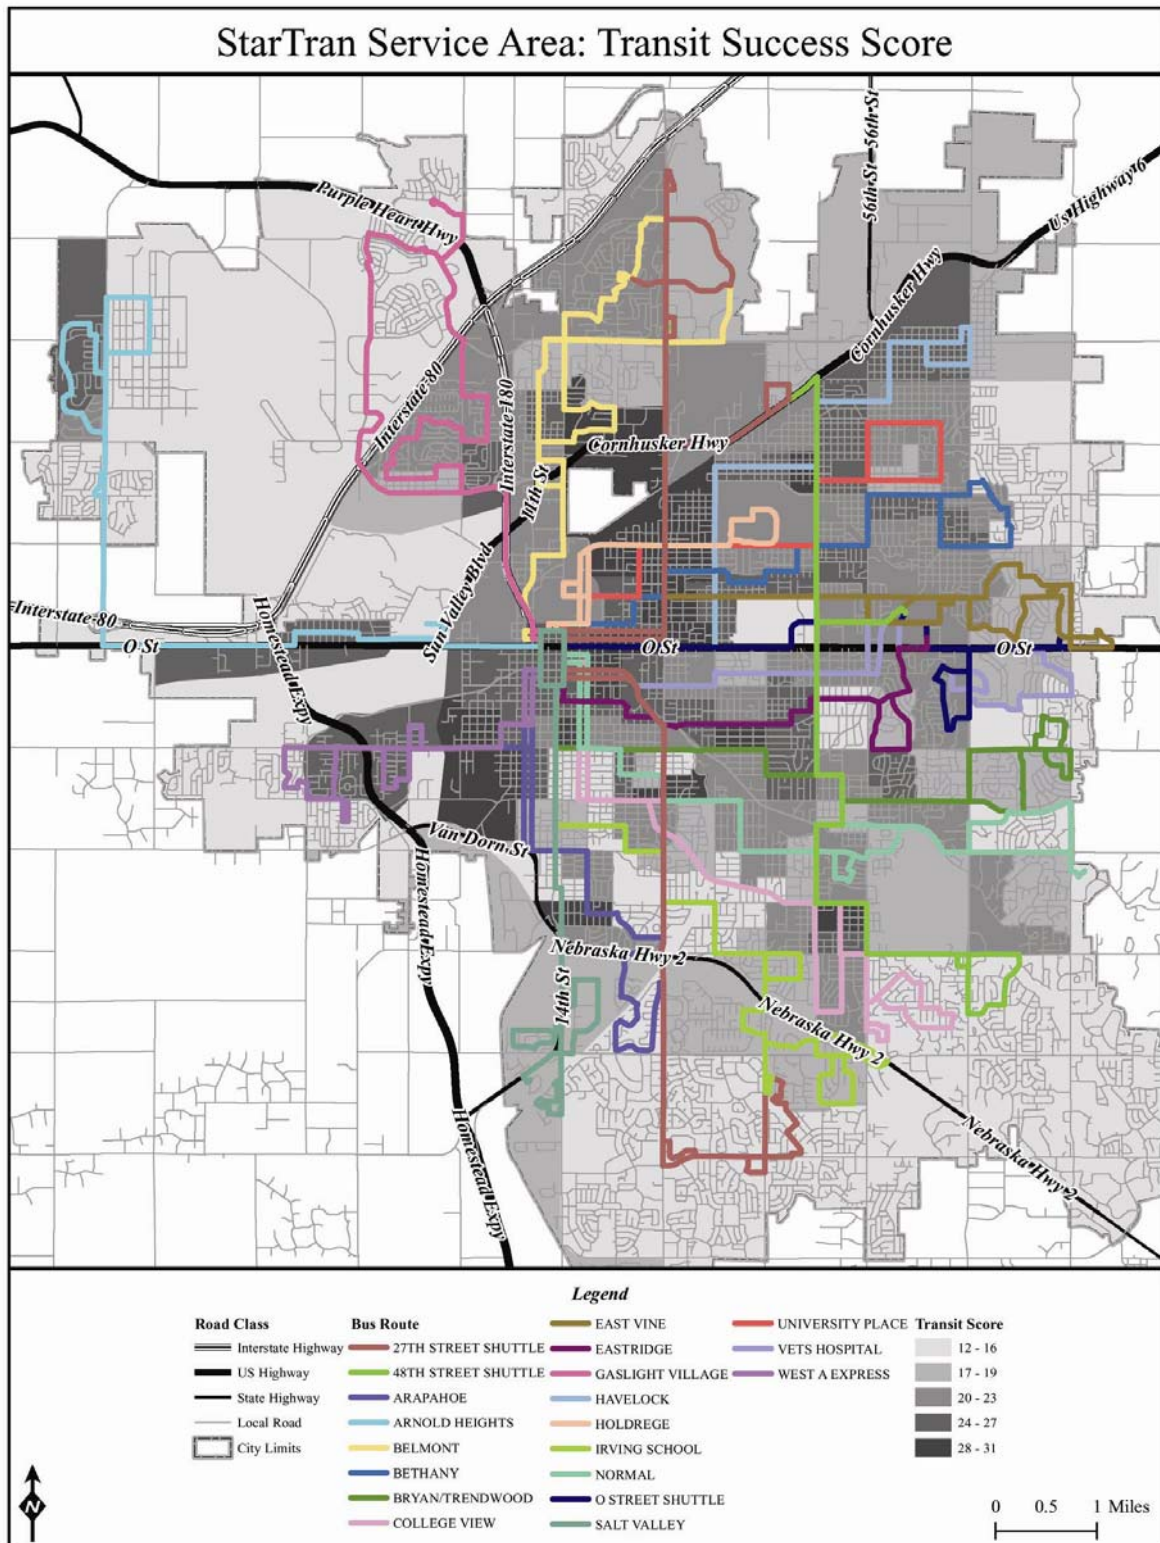 StarTran Service Area: Transit Success Score
56th St
56th St
Us Highway 6
Purple Heart Hwy
Cornhusker Hwy
Interstate-80
Interstate-180
Cornhusker Hwy
10th St
Sun Valley Blvd
Interstate-80
Homestead Expy
O St
O St
O St
Van Dorn St
Homestead Expy
Nebraska Hwy 2
14th St
Nebraska Hwy 2
Homestead Expy
Nebraska Hwy 2
Legend
Road Class
Interstate Highway
US Highway
State Highway
Local Road
City Limits
Bus Route
27TH STREET SHUTTLE
48TH STREET SHUTTLE
ARAPAHOE
ARNOLD HEIGHTS
BELMONT
BETHANY
BRYAN/TRENDWOOD
COLLEGE VIEW
EAST VINE
EASTRIDGE
GASLIGHT VILLAGE
HAVELOCK
HOLDREGE
IRVING SCHOOL
NORMAL
O STREET SHUTTLE
SALT VALLEY
UNIVERSITY PLACE
VETS HOSPITAL
WEST A EXPRESS
Transit Score
12 - 16
17 - 19
20 - 23
24 - 27
28 - 31
N
0 0.5 1 Miles